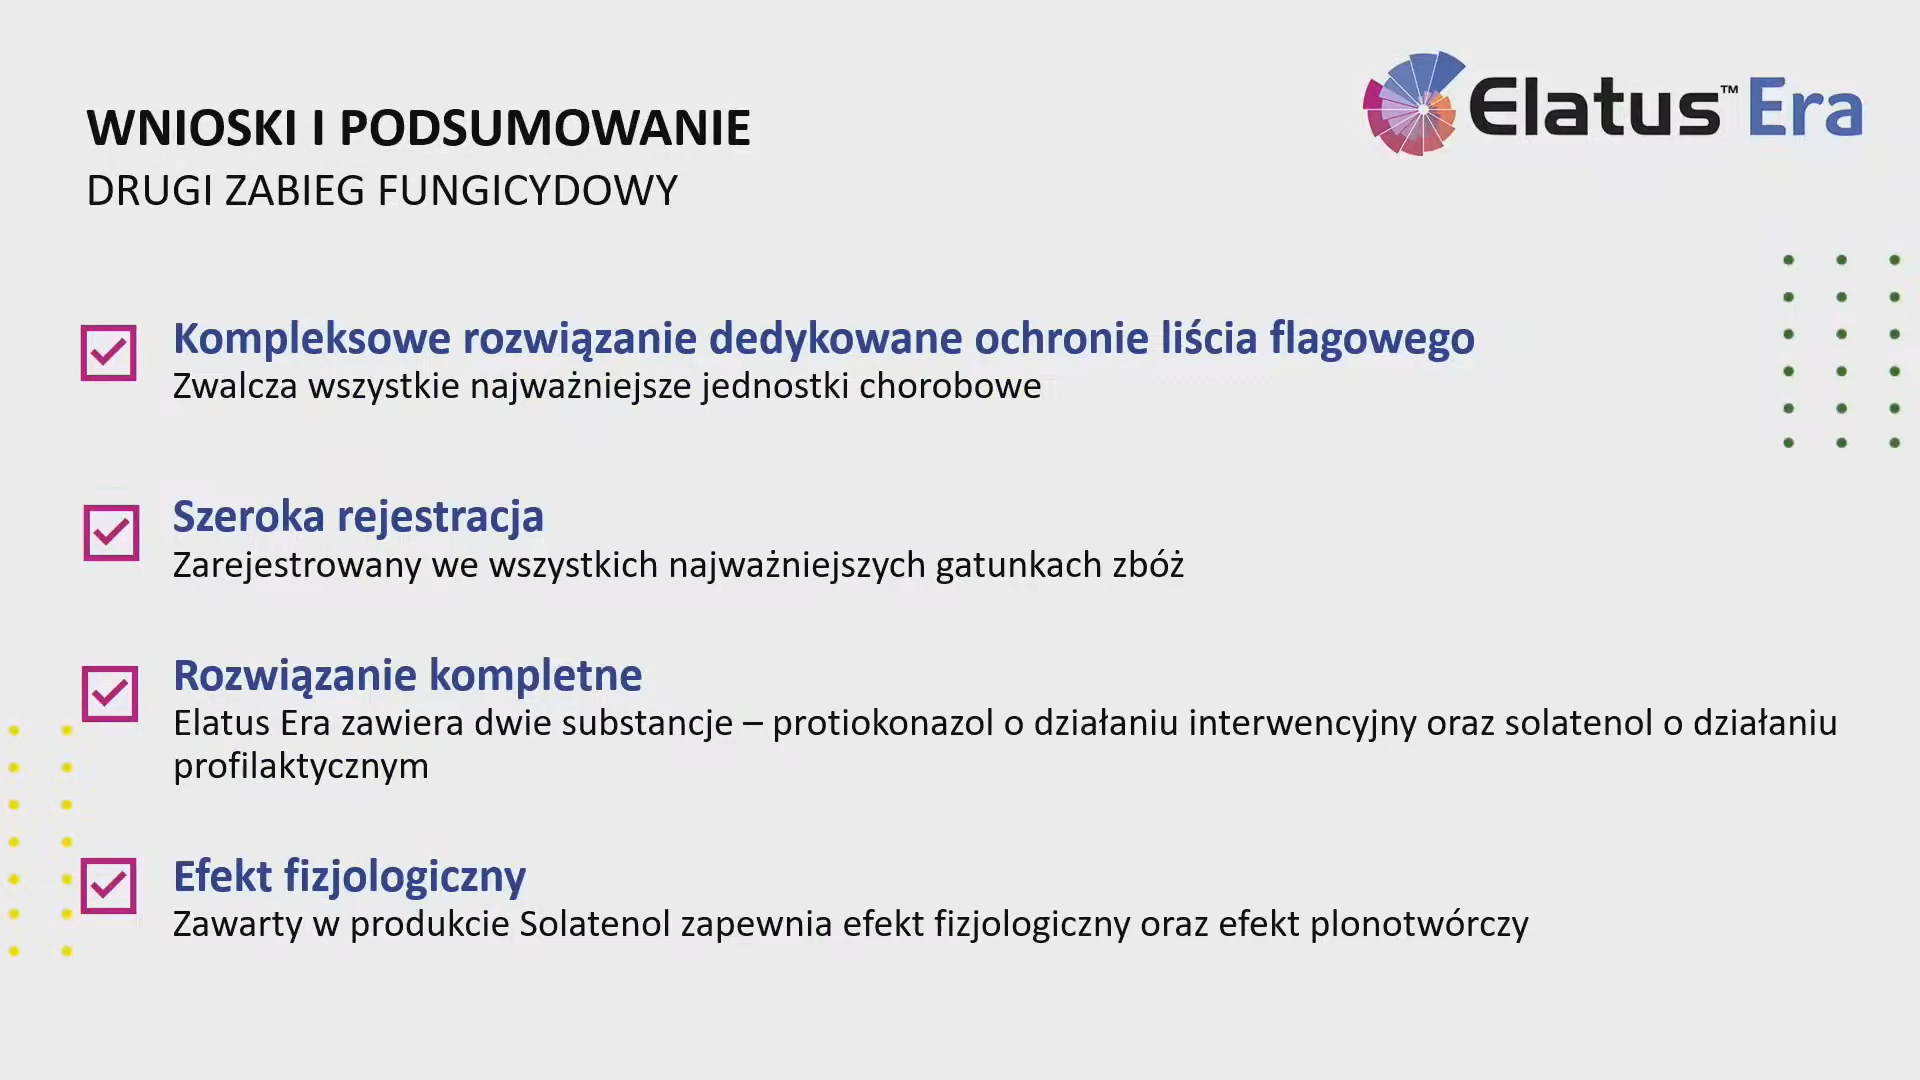 Elatus™ Era
WNIOSKI I PODSUMOWANIE
DRUGI ZABIEG FUNGICYDOWY
Kompleksowe rozwiązanie dedykowane ochronie liścia flagowego
Zwalcza wszystkie najważniejsze jednostki chorobowe
Szeroka rejestracja
Zarejestrowany we wszystkich najważniejszych gatunkach zbóż
Rozwiązanie kompletne
Elatus Era zawiera dwie substancje – protiokonazol o działaniu interwencyjny oraz solatenol o działaniu
profilaktycznym
Efekt fizjologiczny
Zawarty w produkcie Solatenol zapewnia efekt fizjologiczny oraz efekt plonotwórczy